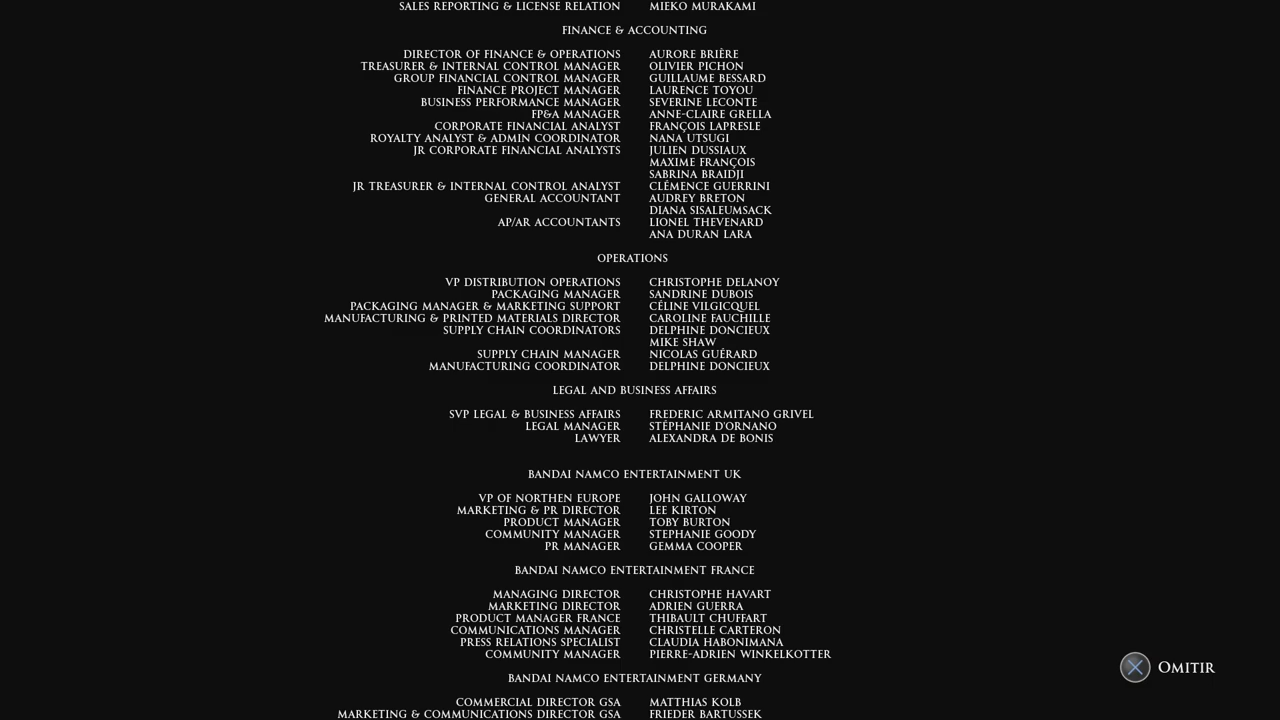 SALES REPORTING & LICENSE RELATION MIEKO MURAKAMI
FINANCE & ACCOUNTING
DIRECTOR OF FINANCE & OPERATIONS AURORE BRIÈRE
TREASURER & INTERNAL CONTROL MANAGER OLIVIER PICHON
GROUP FINANCIAL CONTROL MANAGER GUILLAUME BESSARD
FINANCE PROJECT MANAGER LAURENCE TOYOU
BUSINESS PERFORMANCE MANAGER SEVERINE LECONTE
FP&A MANAGER ANNE-CLAIRE GRELLA
CORPORATE FINANCIAL ANALYST FRANÇOIS LAPRESLE
ROYALTY ANALYST & ADMIN COORDINATOR NANA UTSUGI
JR CORPORATE FINANCIAL ANALYSTS JULIEN DUSSIAUX
MAXIME FRANÇOIS
SABRINA BRAIDJI
JR TREASURER & INTERNAL CONTROL ANALYST CLÉMENCE GUERRINI
GENERAL ACCOUNTANT AUDREY BRETON
DIANA SISALEUMSACK
AP/AR ACCOUNTANTS LIONEL THEVENARD
ANA DURAN LARA
OPERATIONS
VP DISTRIBUTION OPERATIONS CHRISTOPHE DELANOY
PACKAGING MANAGER SANDRINE DUBOIS
PACKAGING MANAGER & MARKETING SUPPORT CÉLINE VILGICQUEL
MANUFACTURING & PRINTED MATERIALS DIRECTOR CAROLINE FAUCHILLE
SUPPLY CHAIN COORDINATORS DELPHINE DONCIEUX
MIKE SHAW
SUPPLY CHAIN MANAGER NICOLAS GUÉRARD
MANUFACTURING COORDINATOR DELPHINE DONCIEUX
LEGAL AND BUSINESS AFFAIRS
SVP LEGAL & BUSINESS AFFAIRS FREDERIC ARMITANO GRIVEL
LEGAL MANAGER STÉPHANIE D'ORNANO
LAWYER ALEXANDRA DE BONIS
BANDAI NAMCO ENTERTAINMENT UK
VP OF NORTHEN EUROPE JOHN GALLOWAY
MARKETING & PR DIRECTOR LEE KIRTON
PRODUCT MANAGER TOBY BURTON
COMMUNITY MANAGER STEPHANIE GOODY
PR MANAGER GEMMA COOPER
BANDAI NAMCO ENTERTAINMENT FRANCE
MANAGING DIRECTOR CHRISTOPHE HAVART
MARKETING DIRECTOR ADRIEN GUERRA
PRODUCT MANAGER FRANCE THIBAULT CHUFFART
COMMUNICATIONS MANAGER CHRISTELLE CARTERON
PRESS RELATIONS SPECIALIST CLAUDIA HABONIMANA
COMMUNITY MANAGER PIERRE-ADRIEN WINKELKOTTER
Omitir
BANDAI NAMCO ENTERTAINMENT GERMANY
COMMERCIAL DIRECTOR GSA MATTHIAS KOLB
MARKETING & COMMUNICATIONS DIRECTOR GSA FRIEDER BARTUSSEK